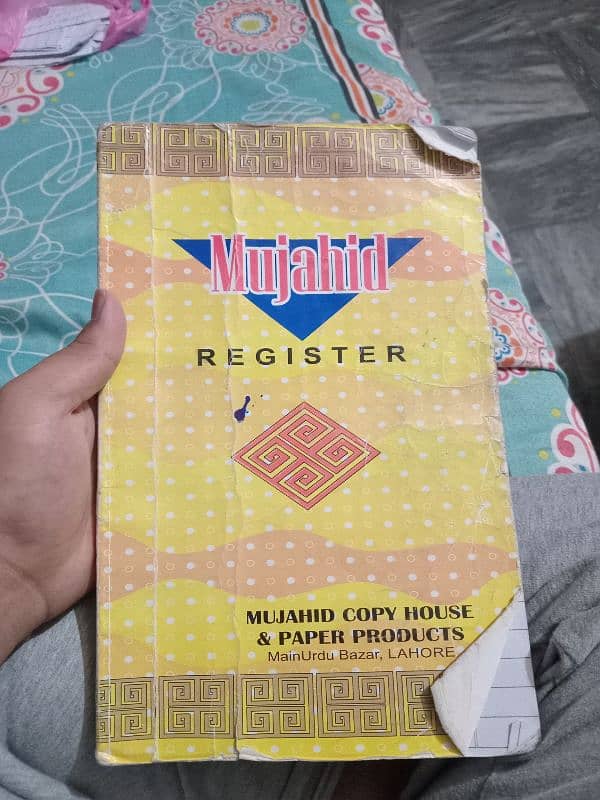 Mujahid
REGISTER
MUJAHID COPY HOUSE
& PAPER PRODUCTS
MainUrdu Bazar, LAHORE